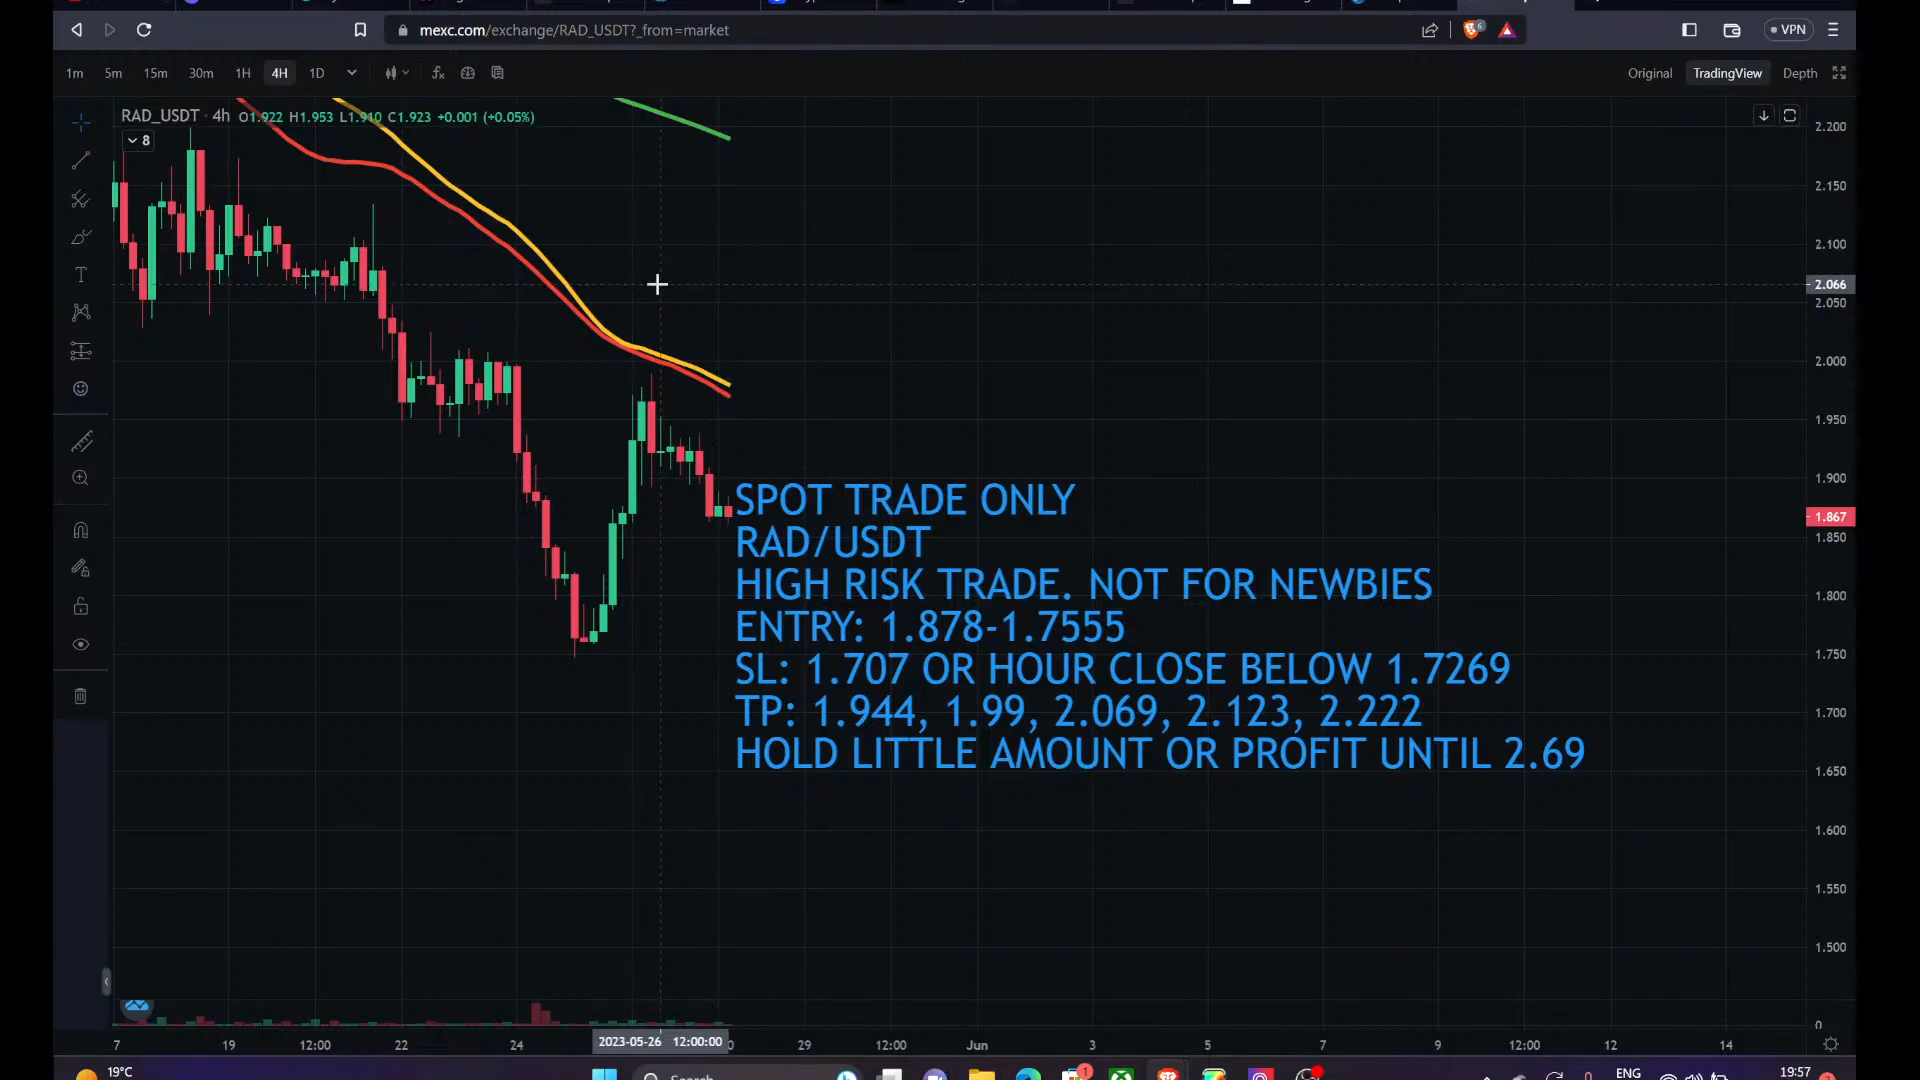 mexc.com/exchange/RAD_USDT?_from=market
VPN
1m 5m 15m 30m 1H 4H 1D
Original TradingView Depth
RAD_USDT · 4h O1.922 H1.953 L1.910 C1.923 +0.001 (+0.05%)
8
2.200
2.150
2.100
2.066
2.050
2.000
1.950
1.900
1.867
1.850
1.800
1.750
1.700
1.650
1.600
1.550
1.500
0
SPOT TRADE ONLY
RAD/USDT
HIGH RISK TRADE. NOT FOR NEWBIES
ENTRY: 1.878-1.7555
SL: 1.707 OR HOUR CLOSE BELOW 1.7269
TP: 1.944, 1.99, 2.069, 2.123, 2.222
HOLD LITTLE AMOUNT OR PROFIT UNTIL 2.69
7 19 12:00 22 24 2023-05-26 12:00:00 29 12:00 Jun 3 5 7 9 12:00 12 14
19°C
Search
1
ENG
19:57